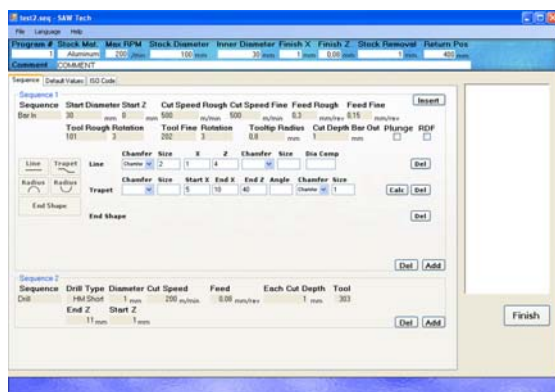 test2.seq - SAW Tech
File Language Help
Program # Stock Mat. Max RPM Stock Diameter Inner Diameter Finish X Finish Z Stock Removal Return Pos
1 Aluminum 200 /min 100 mm 30 mm 1 mm 0,00 mm 1 mm 400 mm
Comment COMMENT
Sequence Default Values ISO Code
Sequence 1
Sequence Start Diameter Start Z Cut Speed Rough Cut Speed Fine Feed Rough Feed Fine Insert
Bar In 30 mm 0 mm 500 m/min 500 m/min 0,3 mm/rev 0,15 mm/rev
Tool Rough Rotation Tool Fine Rotation Tooltip Radius Cut Depth Bar Out Plunge RDF
101 3 202 3 0,8 mm 1 mm
Chamfer Size X Z Chamfer Size Dia Comp
Line Trapet Line Chamfer 2 1 4 Del
Chamfer Size Start X End X End Z Angle Chamfer Size
Radius Radius Trapet 5 10 40 Chamfer 1 Calc Del
End Shape End Shape Del
Del Add
Sequence 2
Sequence Drill Type Diameter Cut Speed Feed Each Cut Depth Tool
Drill HM Short 1 mm 200 m/min 0,08 mm/rev 1 mm 303
End Z Start Z
11 mm 1 mm Del Add
Finish